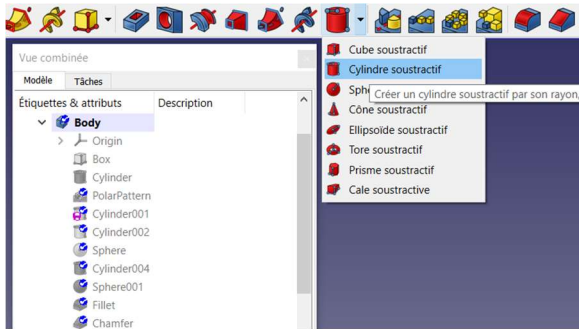 Vue combinée
Modèle Tâches
Étiquettes & attributs Description
Body
Origin
Box
Cylinder
PolarPattern
Cylinder001
Cylinder002
Sphere
Cylinder004
Sphere001
Fillet
Chamfer
Cube soustractif
Cylindre soustractif
Créer un cylindre soustractif par son rayon,
Cône soustractif
Ellipsoïde soustractif
Tore soustractif
Prisme soustractif
Cale soustractive